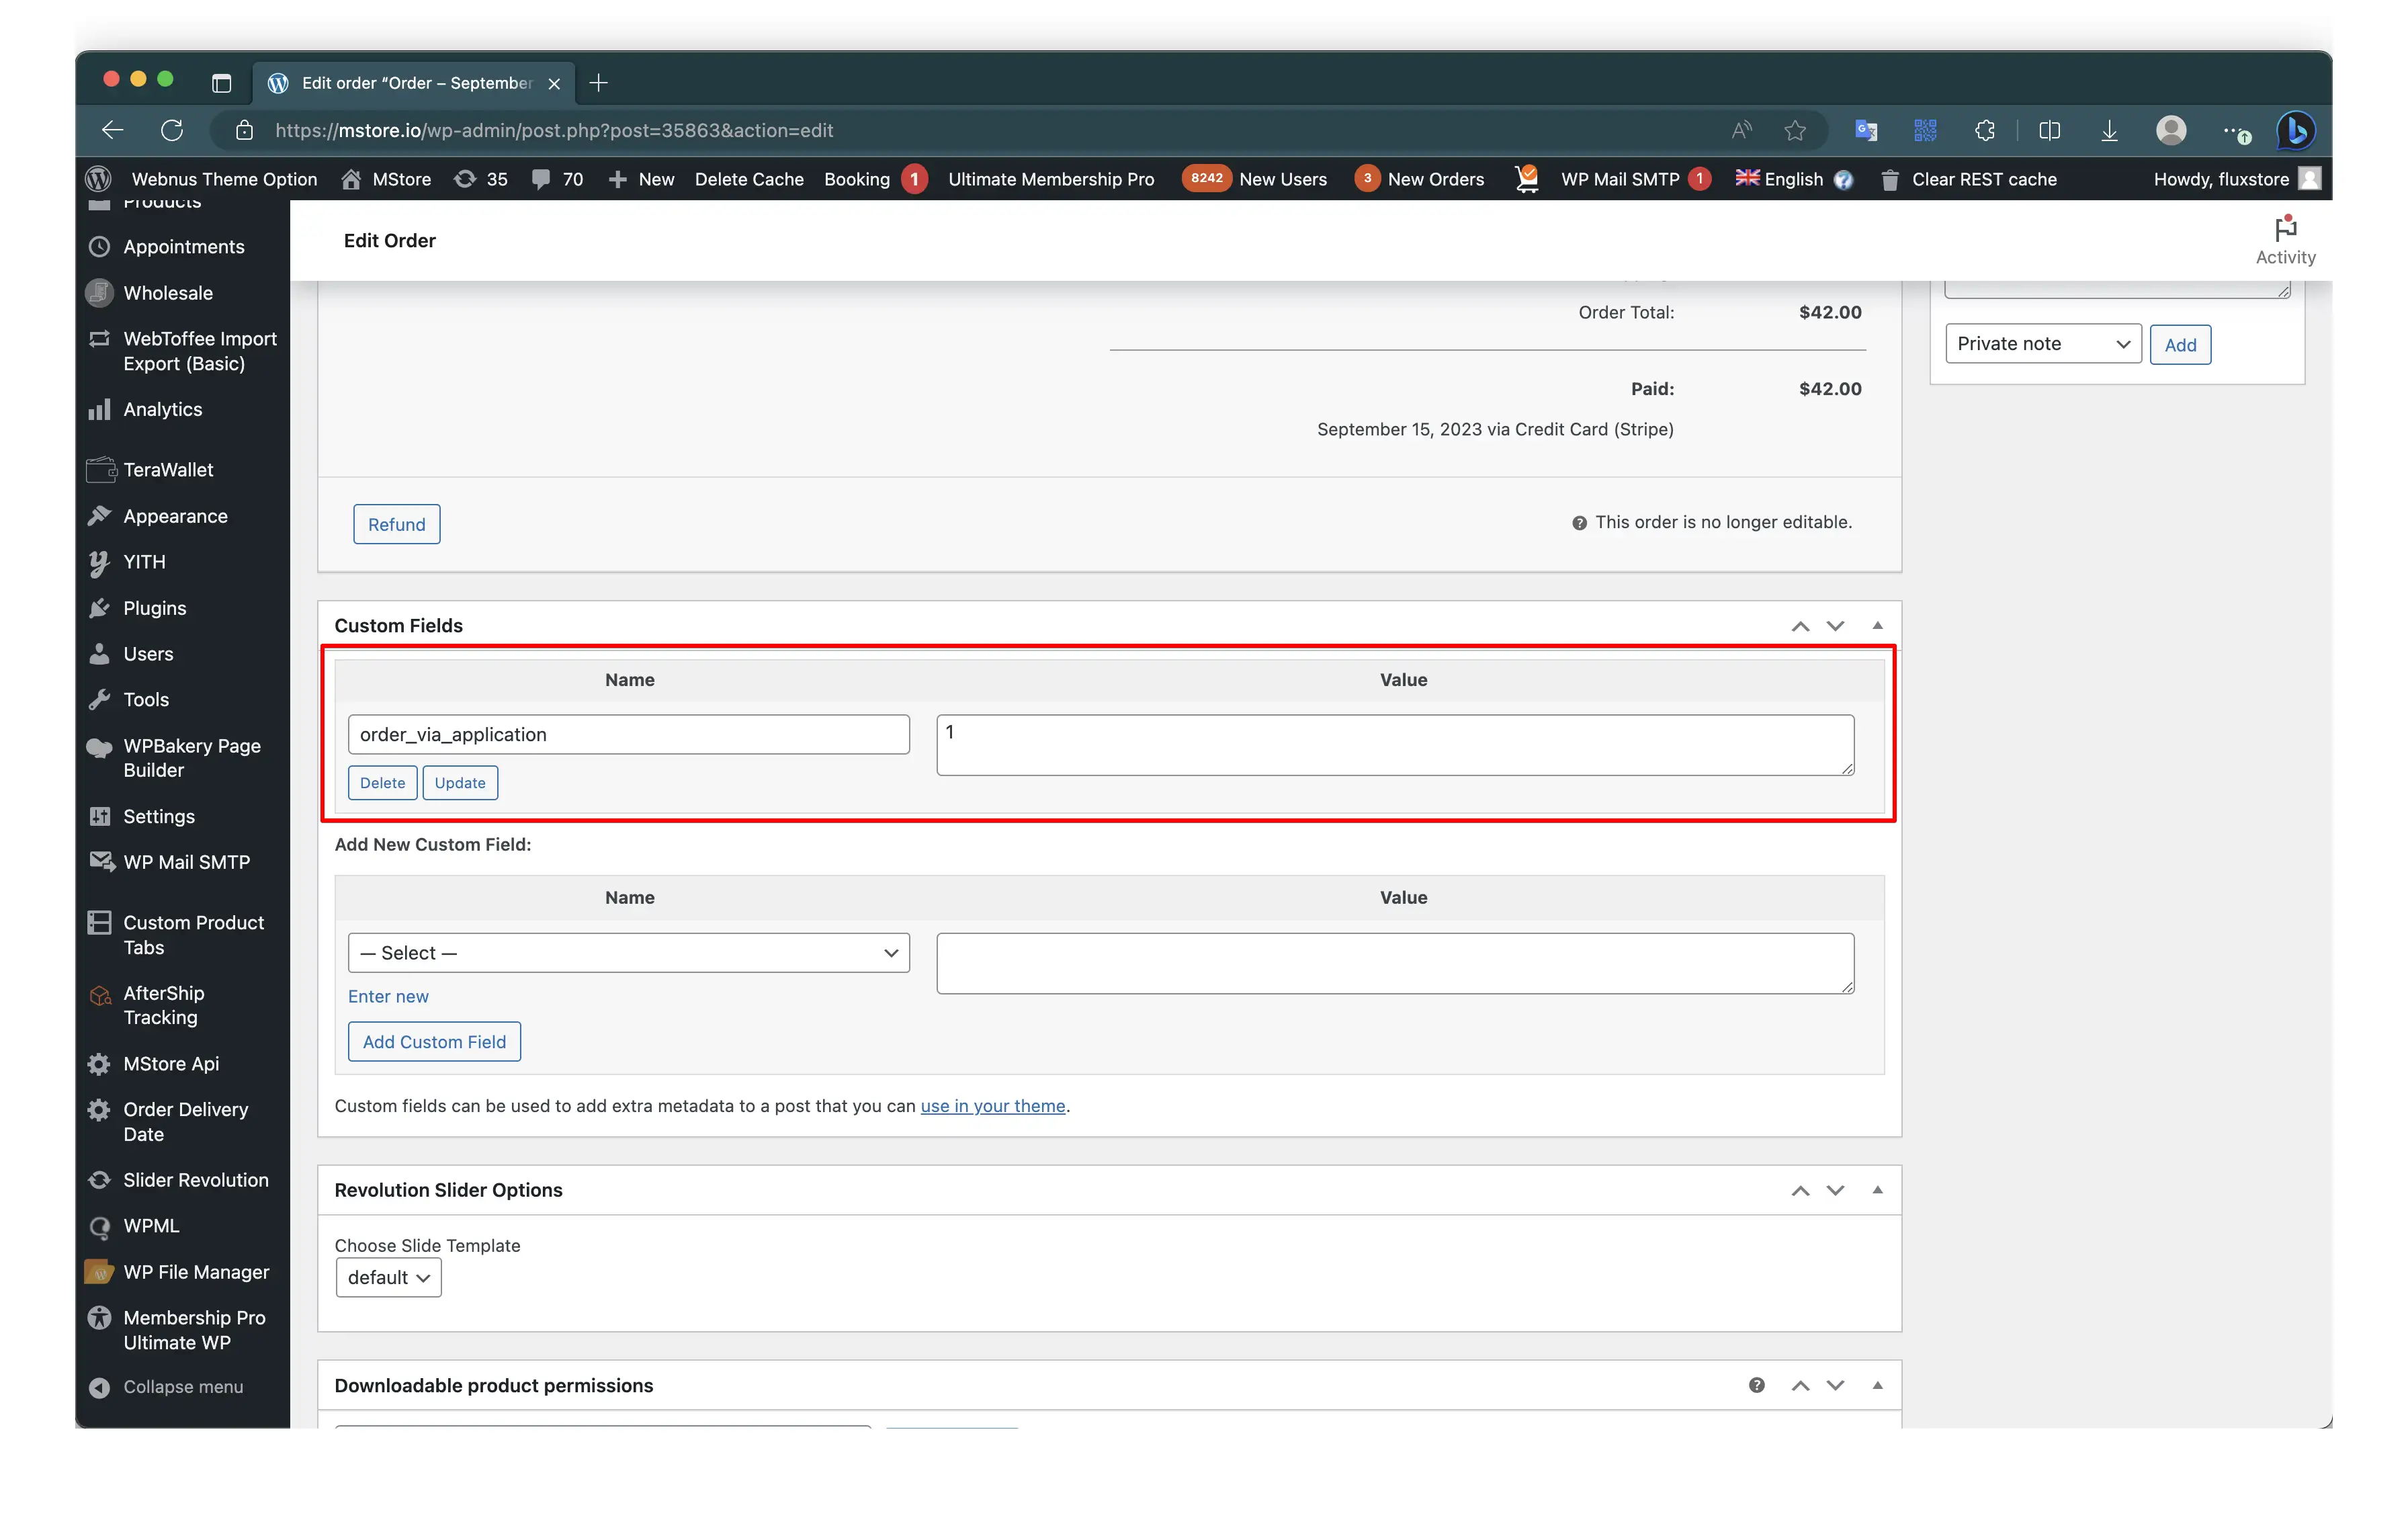 Edit order “Order – September
https://mstore.io/wp-admin/post.php?post=35863&action=edit
Webnus Theme Option MStore 35 70 New Delete Cache Booking 1 Ultimate Membership Pro 8242 New Users 3 New Orders WP Mail SMTP 1 English Clear REST cache Howdy, fluxstore
Products
Appointments
Wholesale
WebToffee Import
Export (Basic)
Analytics
TeraWallet
Appearance
YITH
Plugins
Users
Tools
WPBakery Page
Builder
Settings
WP Mail SMTP
Custom Product
Tabs
AfterShip
Tracking
MStore Api
Order Delivery
Date
Slider Revolution
WPML
WP File Manager
Membership Pro
Ultimate WP
Collapse menu
Edit Order
Activity
Order Total: $42.00
Paid: $42.00
September 15, 2023 via Credit Card (Stripe)
Refund
This order is no longer editable.
Private note Add
Custom Fields
Name Value
order_via_application 1
Delete Update
Add New Custom Field:
Name Value
— Select —
Enter new
Add Custom Field
Custom fields can be used to add extra metadata to a post that you can use in your theme.
Revolution Slider Options
Choose Slide Template
default
Downloadable product permissions